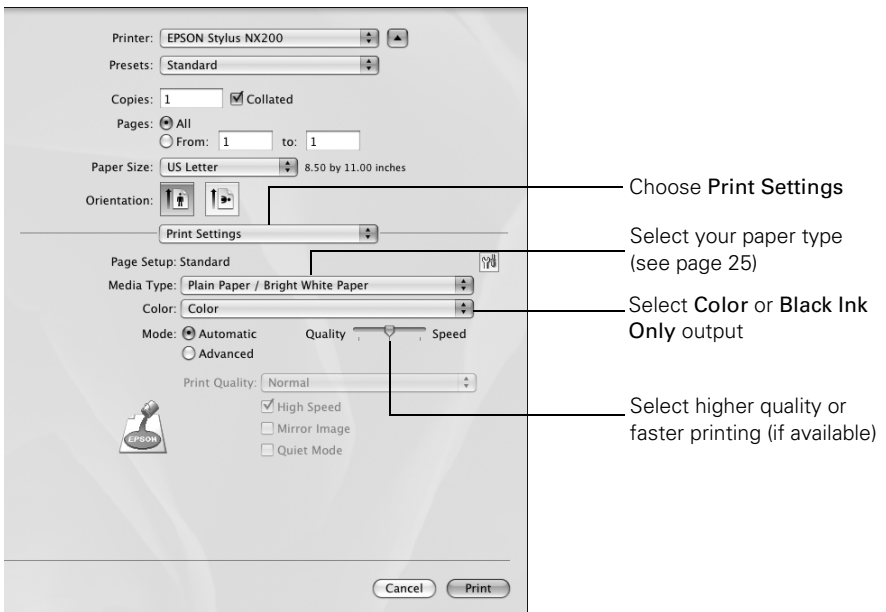 Printer: EPSON Stylus NX200
Presets: Standard
Copies: 1 Collated
Pages: All
From: 1 to: 1
Paper Size: US Letter 8.50 by 11.00 inches
Orientation:
Choose Print Settings
Print Settings
Select your paper type
(see page 25)
Page Setup: Standard
Media Type: Plain Paper / Bright White Paper
Color: Color
Select Color or Black Ink
Only output
Mode: Automatic Quality Speed
Advanced
Print Quality: Normal
High Speed
Mirror Image
Quiet Mode
EPSON
Select higher quality or
faster printing (if available)
Cancel Print